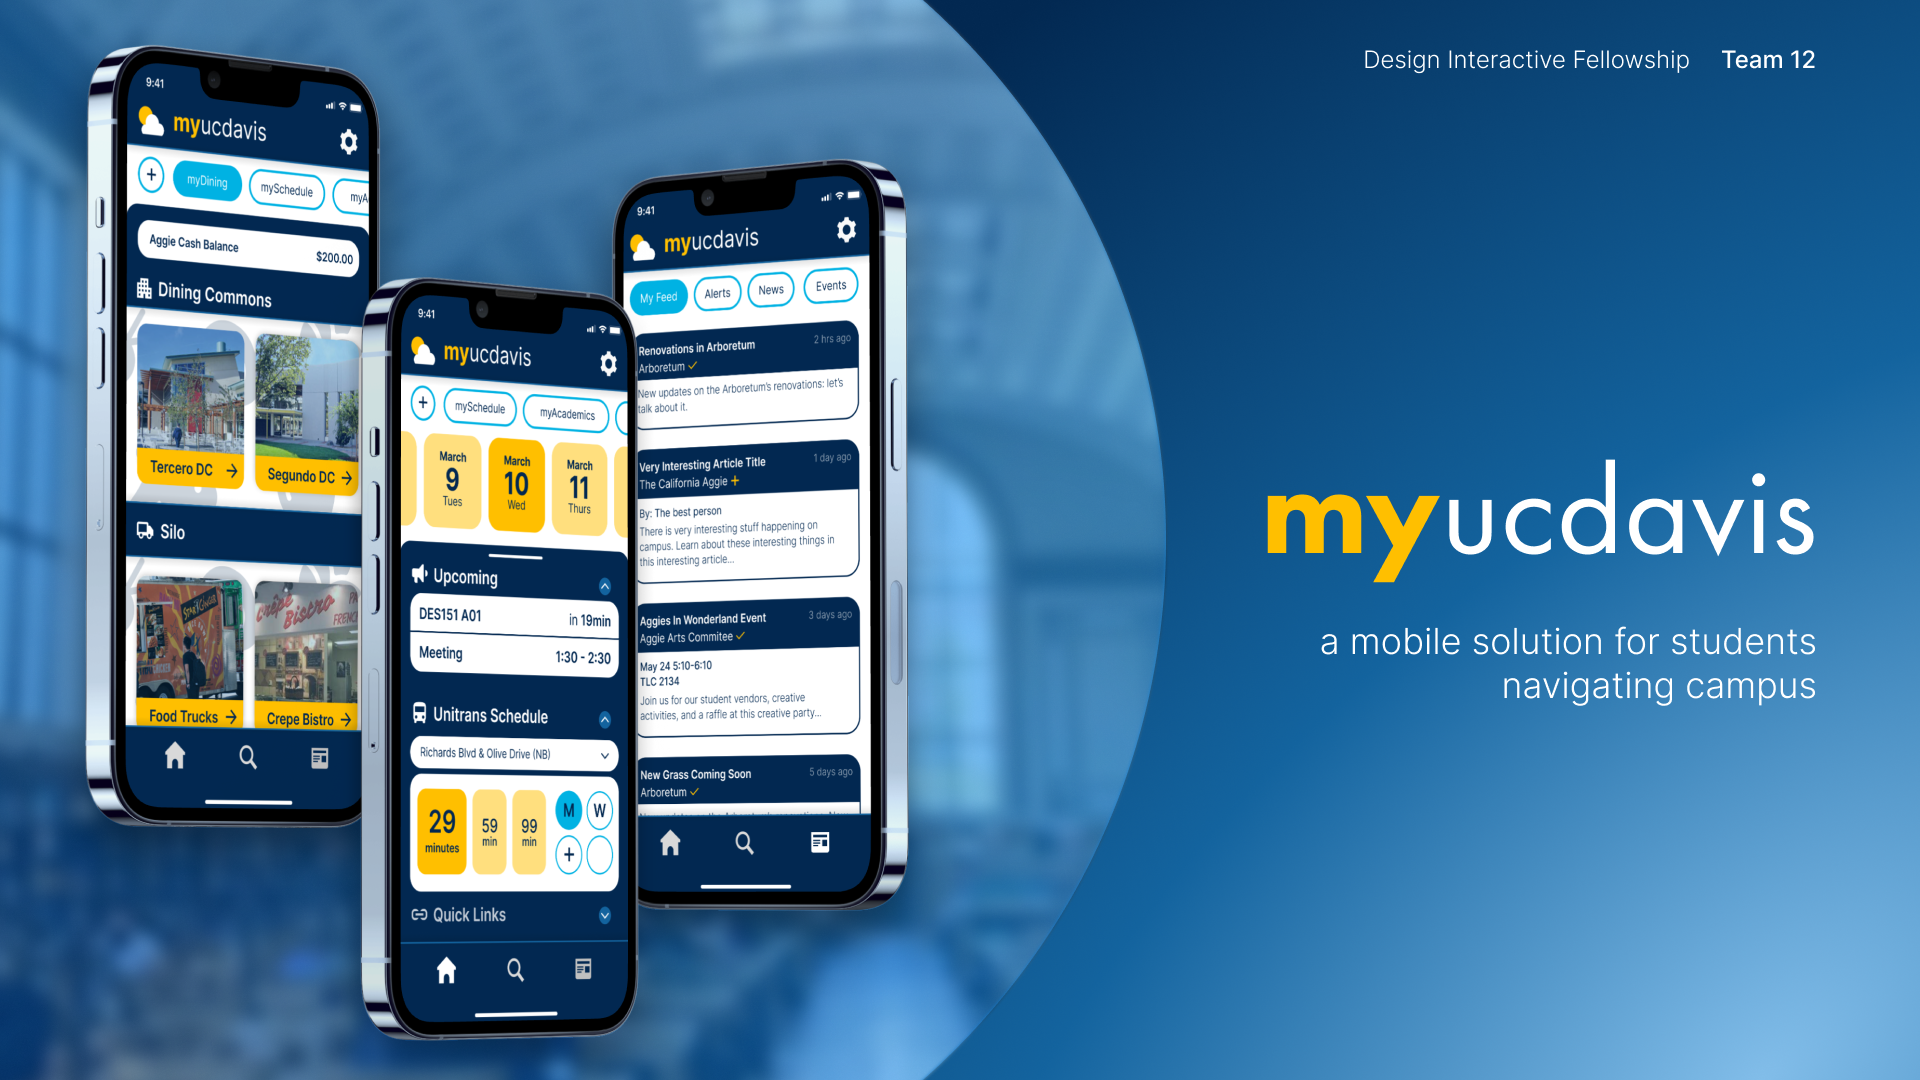 Design Interactive Fellowship Team 12
myucdavis
a mobile solution for students
navigating campus
9:41
myucdavis
+ myDining mySchedule myA
Aggie Cash Balance $200.00
Dining Commons
Tercero DC → Segundo DC →
Silo
STAR GINGER
crêpe Bistro
FRENC
Food Trucks → Crepe Bistro →
9:41
myucdavis
+ mySchedule myAcademics
March March March
9 10 11
Tues Wed Thurs
Upcoming
DES151 A01 in 19min
Meeting 1:30 - 2:30
Unitrans Schedule
Richards Blvd & Olive Drive (NB)
29 59 99 M W
minutes min min +
Quick Links
9:41
myucdavis
My Feed Alerts News Events
Renovations in Arboretum 2 hrs ago
Arboretum ✓
New updates on the Arboretum's renovations: let's
talk about it.
Very Interesting Article Title 1 day ago
The California Aggie +
By: The best person
There is very interesting stuff happening on
campus. Learn about these interesting things in
this interesting article...
Aggies In Wonderland Event 3 days ago
Aggie Arts Commitee ✓
May 24 5:10-6:10
TLC 2134
Join us for our student vendors, creative
activities, and a raffle at this creative party...
New Grass Coming Soon 5 days ago
Arboretum ✓